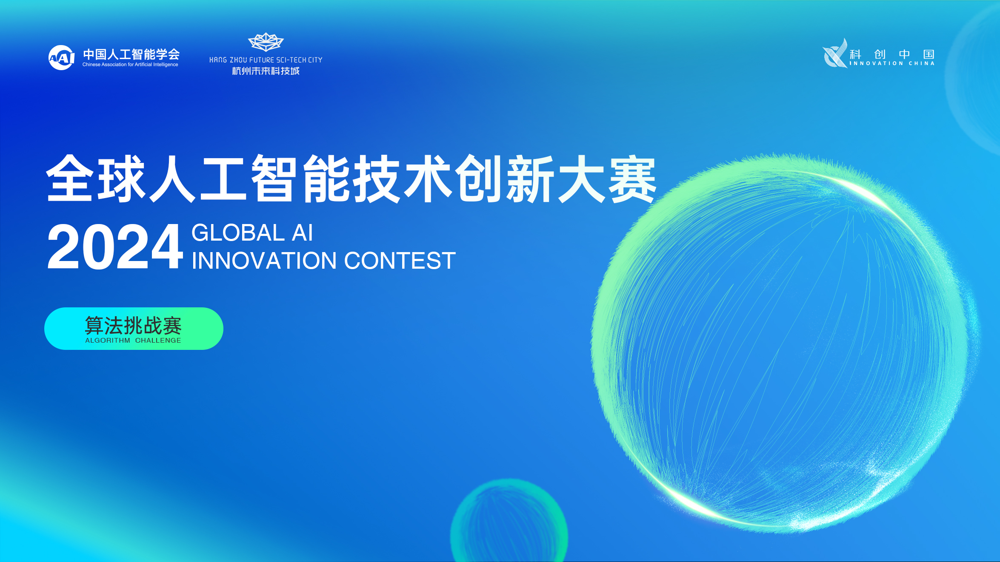 AAI
中国人工智能学会
Chinese Association for Artificial Intelligence
HANG ZHOU FUTURE SCI-TECH CITY
杭州未来科技城
科创中国
INNOVATION CHINA
全球人工智能技术创新大赛
2024
GLOBAL AI
INNOVATION CONTEST
算法挑战赛
ALGORITHM CHALLENGE